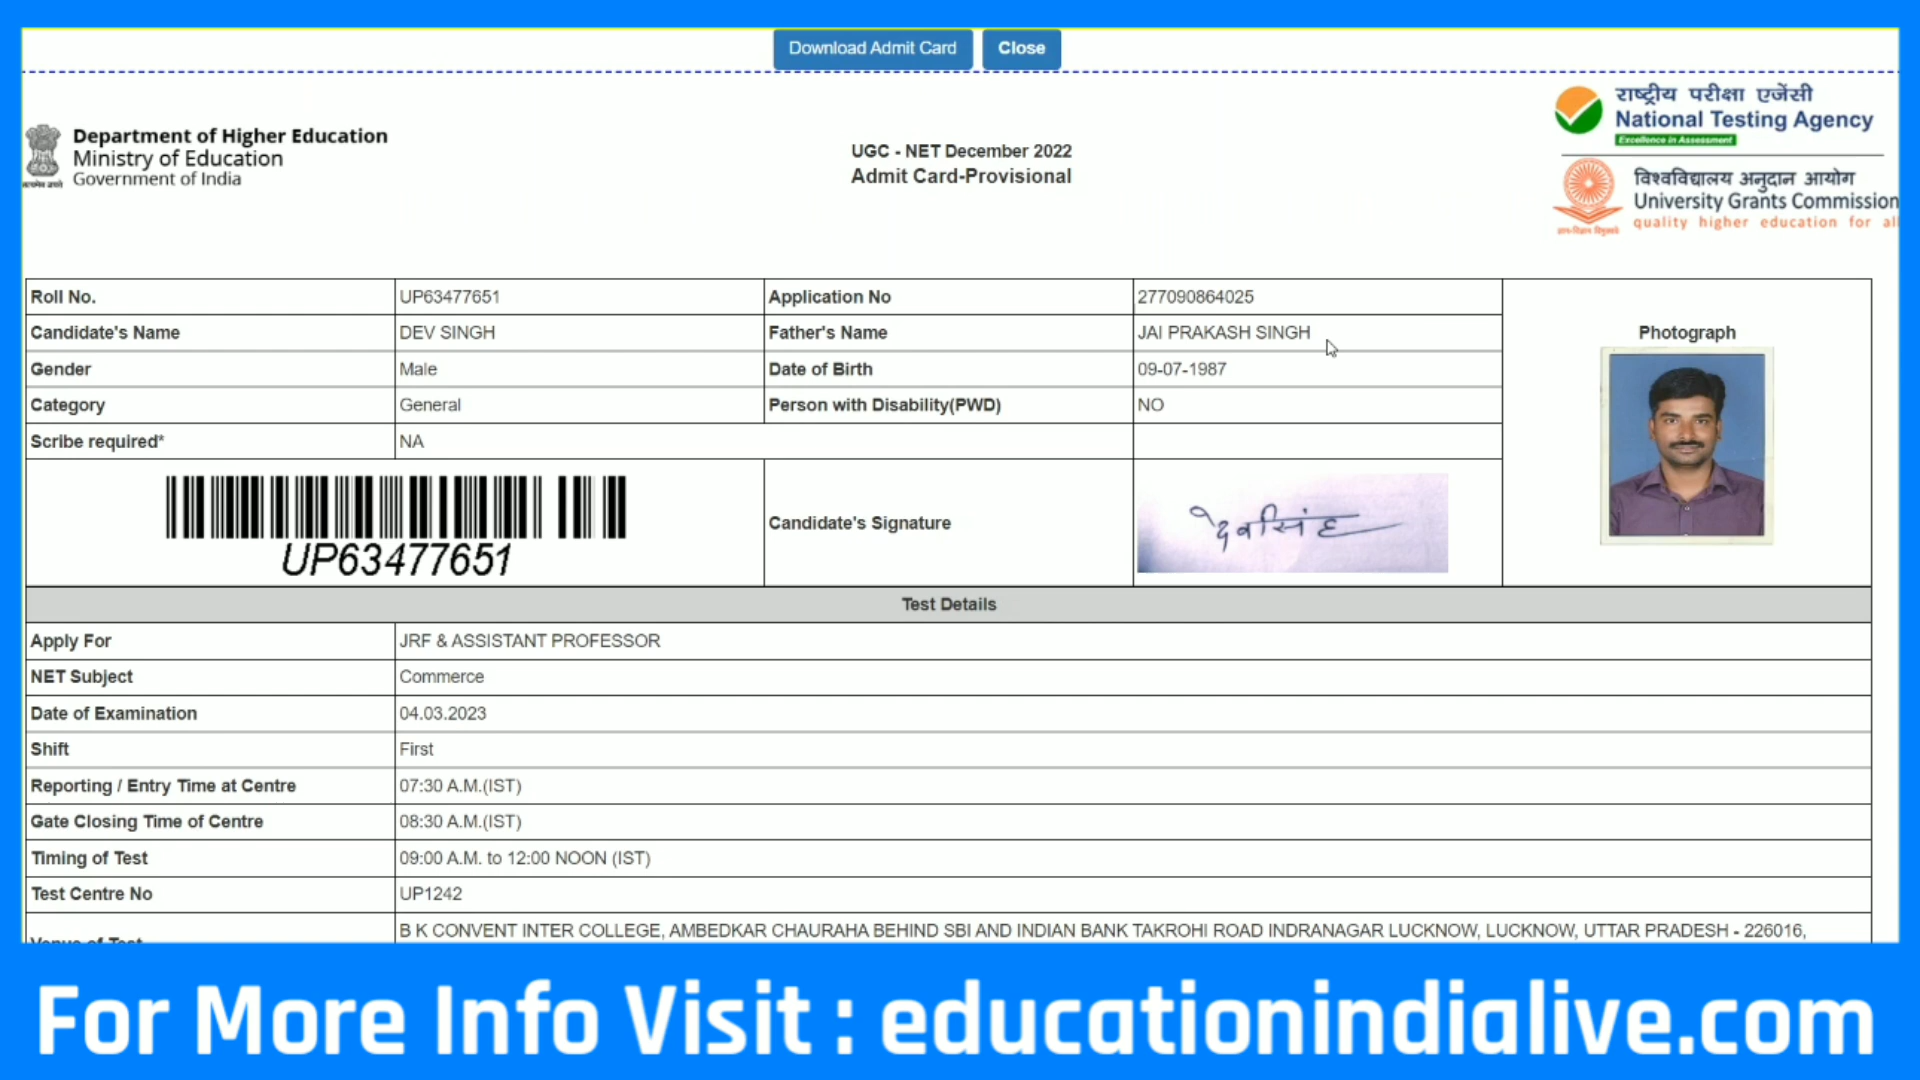 Download Admit Card Close
Department of Higher Education
Ministry of Education
Government of India
UGC - NET December 2022
Admit Card-Provisional
राष्ट्रीय परीक्षा एजेंसी
National Testing Agency
Excellence in Assessment
विश्वविद्यालय अनुदान आयोग
University Grants Commission
quality higher education for all
Roll No. UP63477651 Application No 277090864025
Candidate's Name DEV SINGH Father's Name JAI PRAKASH SINGH
Photograph
Gender Male Date of Birth 09-07-1987
Category General Person with Disability(PWD) NO
Scribe required* NA
UP63477651
Candidate's Signature
देवसिंह
Test Details
Apply For JRF & ASSISTANT PROFESSOR
NET Subject Commerce
Date of Examination 04.03.2023
Shift First
Reporting / Entry Time at Centre 07:30 A.M.(IST)
Gate Closing Time of Centre 08:30 A.M.(IST)
Timing of Test 09:00 A.M. to 12:00 NOON (IST)
Test Centre No UP1242
Venue of Test B K CONVENT INTER COLLEGE, AMBEDKAR CHAURAHA BEHIND SBI AND INDIAN BANK TAKROHI ROAD INDRANAGAR LUCKNOW, LUCKNOW, UTTAR PRADESH - 226016,
For More Info Visit : educationindialive.com